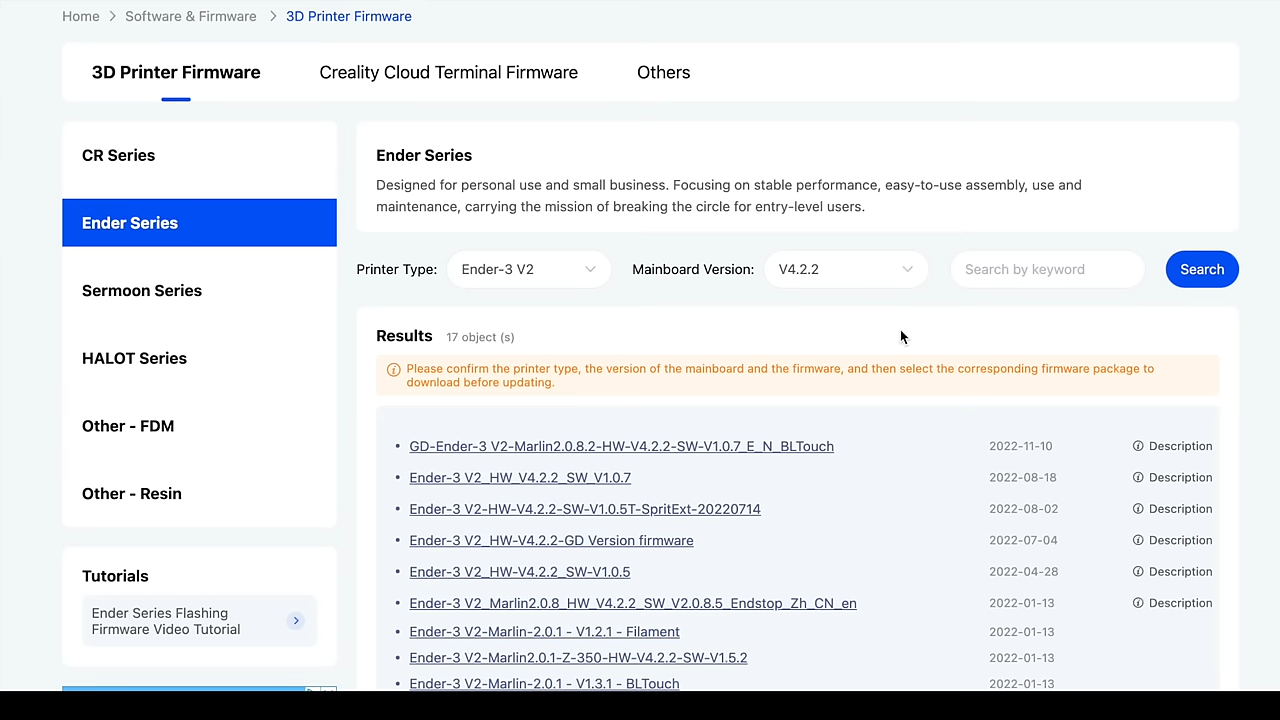 Home > Software & Firmware > 3D Printer Firmware
3D Printer Firmware
Creality Cloud Terminal Firmware
Others
CR Series
Ender Series
Sermoon Series
HALOT Series
Other - FDM
Other - Resin
Tutorials
Ender Series Flashing
Firmware Video Tutorial
Ender Series
Designed for personal use and small business. Focusing on stable performance, easy-to-use assembly, use and
maintenance, carrying the mission of breaking the circle for entry-level users.
Printer Type: Ender-3 V2 Mainboard Version: V4.2.2 Search by keyword Search
Results 17 object (s)
Please confirm the printer type, the version of the mainboard and the firmware, and then select the corresponding firmware package to
download before updating.
• GD-Ender-3 V2-Marlin2.0.8.2-HW-V4.2.2-SW-V1.0.7_E_N_BLTouch 2022-11-10 Description
• Ender-3 V2_HW_V4.2.2_SW_V1.0.7 2022-08-18 Description
• Ender-3 V2-HW-V4.2.2-SW-V1.0.5T-SpritExt-20220714 2022-08-02 Description
• Ender-3 V2_HW-V4.2.2-GD Version firmware 2022-07-04 Description
• Ender-3 V2_HW-V4.2.2_SW-V1.0.5 2022-04-28 Description
• Ender-3 V2_Marlin2.0.8_HW_V4.2.2_SW_V2.0.8.5_Endstop_Zh_CN_en 2022-01-13 Description
• Ender-3 V2-Marlin-2.0.1 - V1.2.1 - Filament 2022-01-13
• Ender-3 V2-Marlin2.0.1-Z-350-HW-V4.2.2-SW-V1.5.2 2022-01-13
• Ender-3 V2-Marlin-2.0.1 - V1.3.1 - BLTouch 2022-01-13